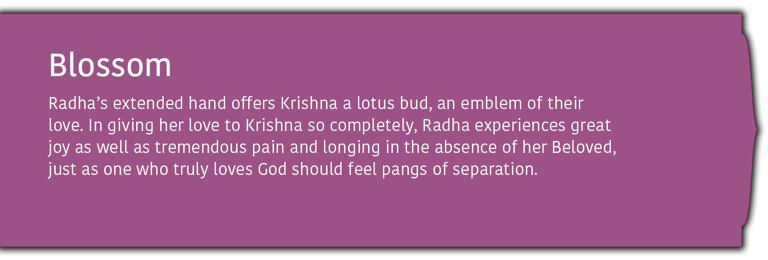 Blossom
Radha’s extended hand offers Krishna a lotus bud, an emblem of their
love. In giving her love to Krishna so completely, Radha experiences great
joy as well as tremendous pain and longing in the absence of her Beloved,
just as one who truly loves God should feel pangs of separation.